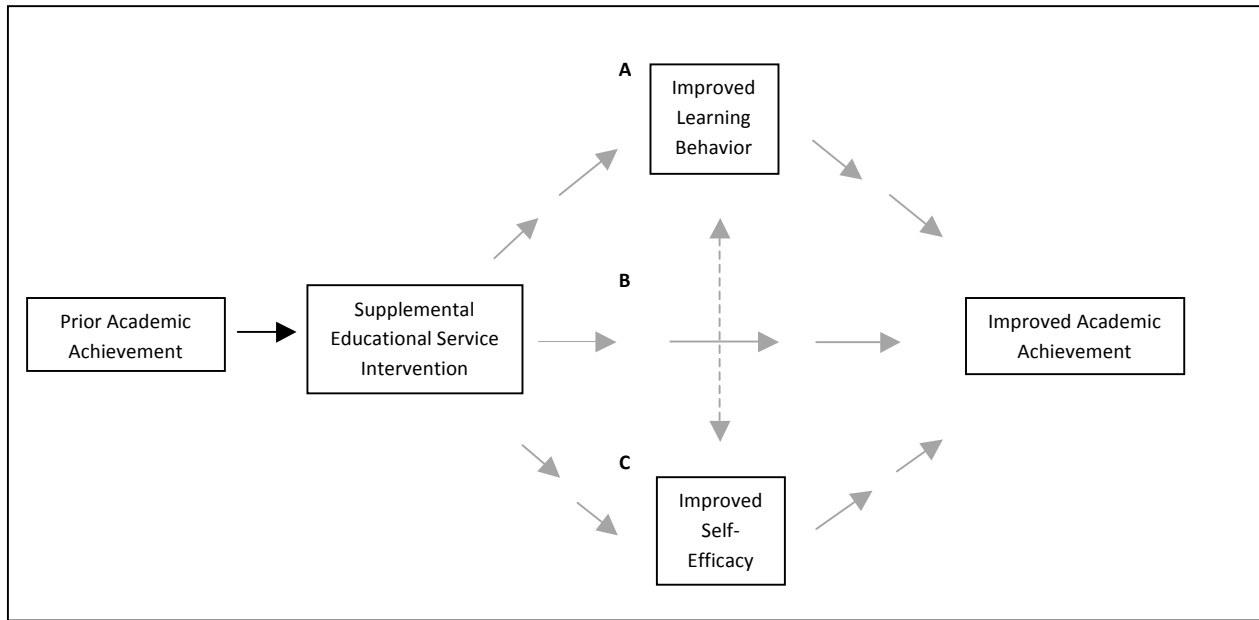 A
Improved
Learning
Behavior
Prior Academic
Achievement
Supplemental
Educational Service
Intervention
B
Improved Academic
Achievement
C
Improved
Self-
Efficacy